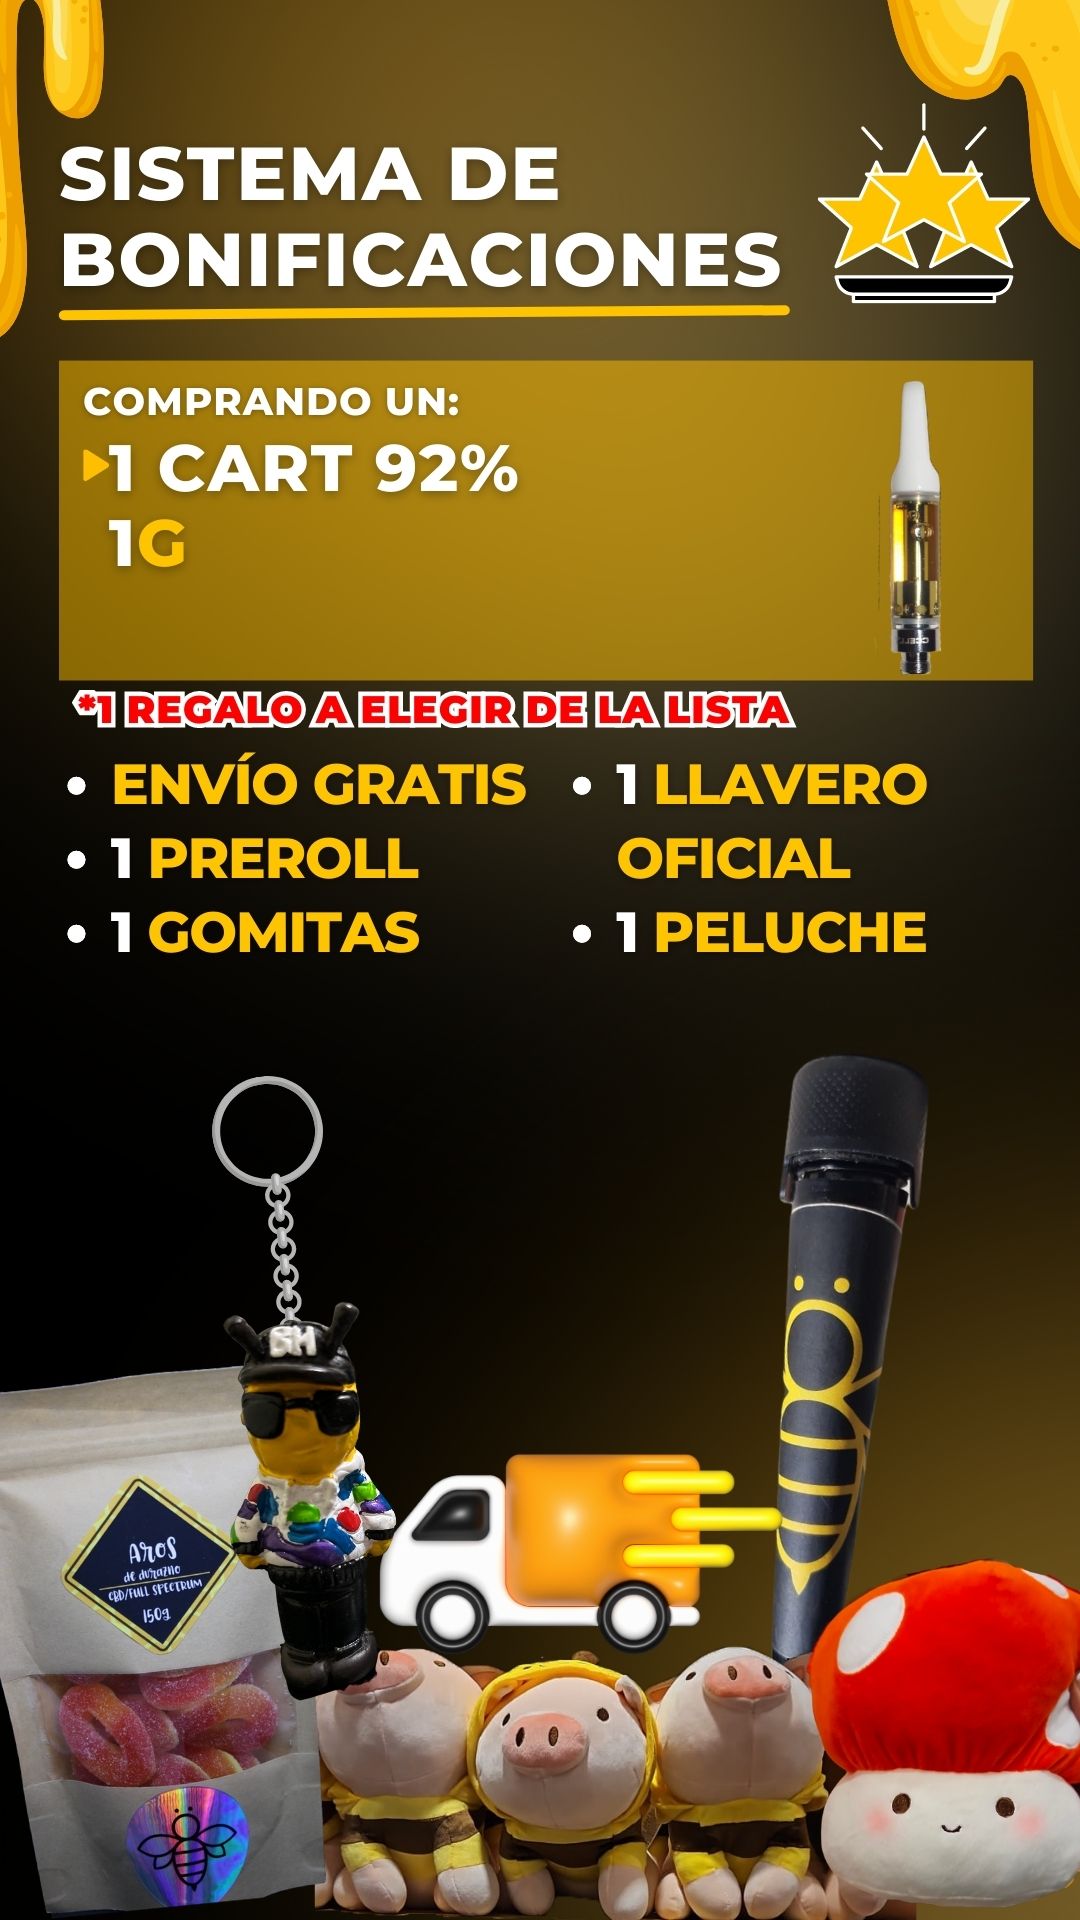 SISTEMA DE
BONIFICACIONES
COMPRANDO UN:
1 CART 92%
1G
*1 REGALO A ELEGIR DE LA LISTA
• ENVÍO GRATIS
• 1 PREROLL
• 1 GOMITAS
• 1 LLAVERO
OFICIAL
• 1 PELUCHE
BH
Aros
de durazno
CBD/FULL SPECTRUM
150g